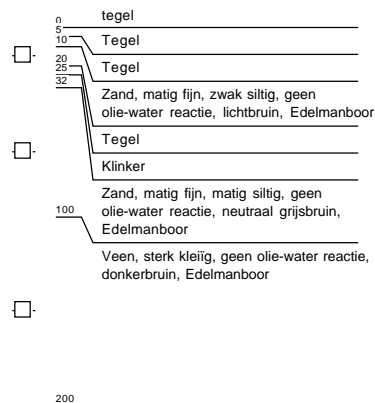 0 tegel
5
Tegel
10
Tegel
20
Zand, matig fijn, zwak siltig, geen
olie-water reactie, lichtbruin, Edelmanboor
25
Tegel
32
Klinker
Zand, matig fijn, matig siltig, geen
olie-water reactie, neutraal grijsbruin,
Edelmanboor
100
Veen, sterk kleiïg, geen olie-water reactie,
donkerbruin, Edelmanboor
200